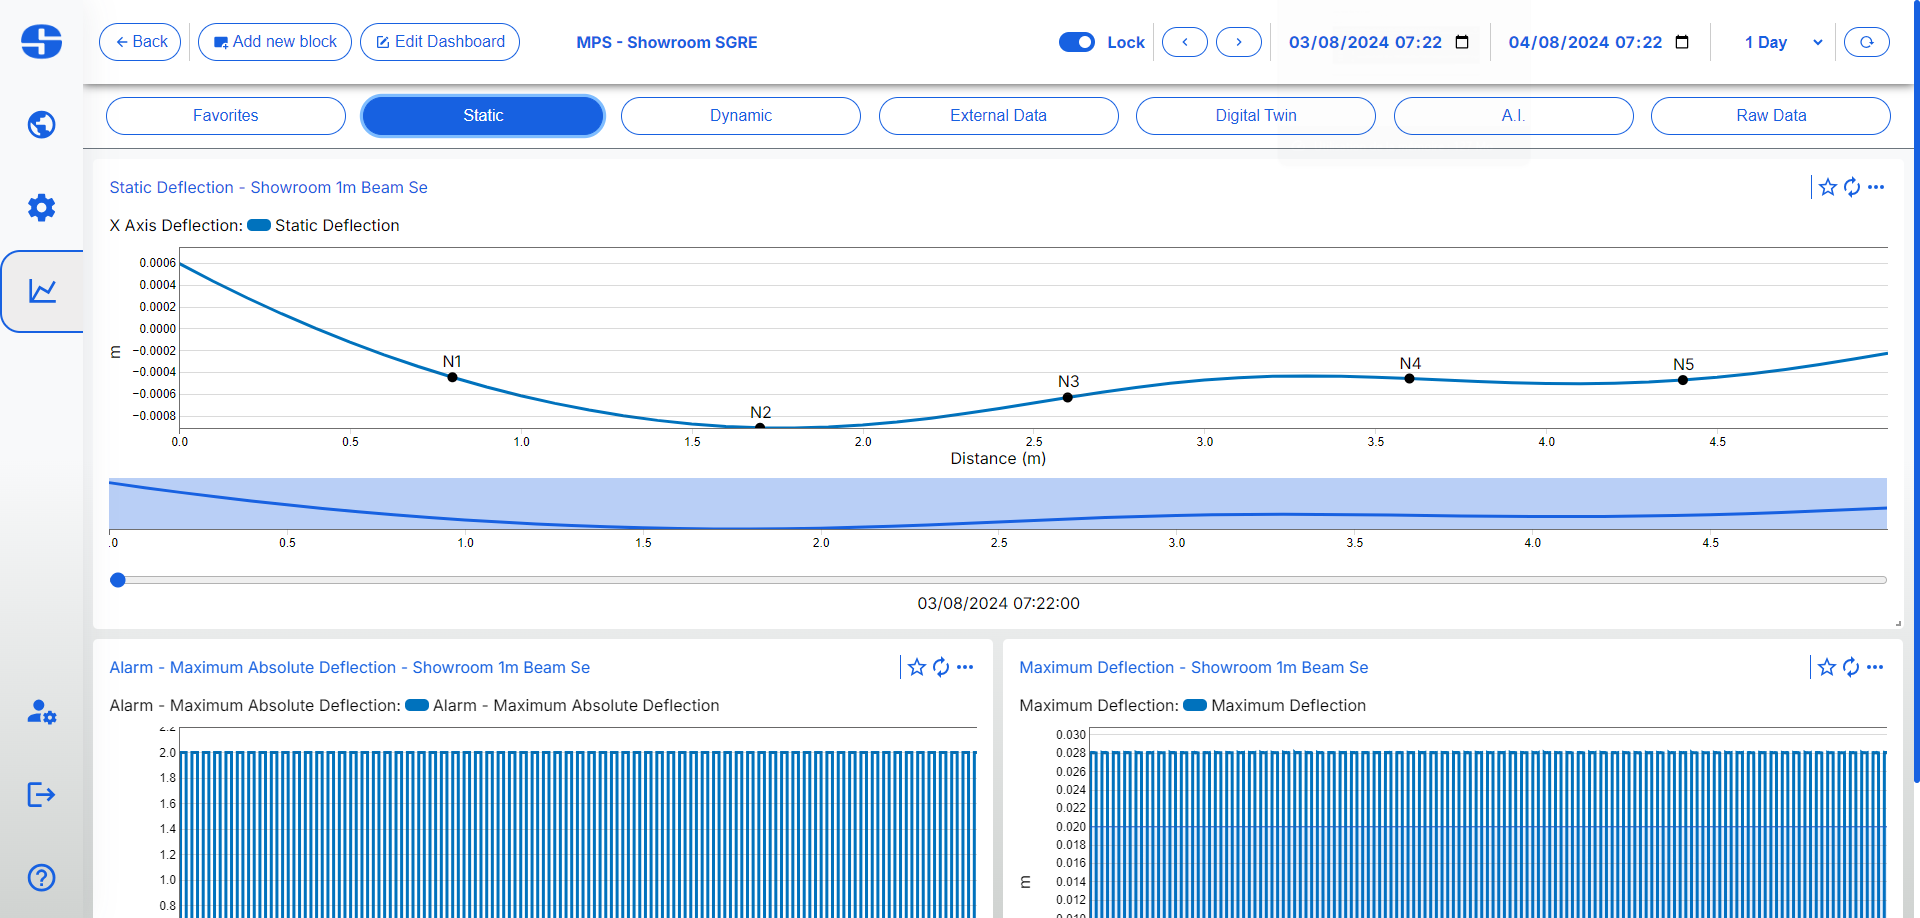 Back
Add new block
Edit Dashboard
MPS - Showroom SGRE
Lock
03/08/2024 07:22
04/08/2024 07:22
1 Day
Favorites
Static
Dynamic
External Data
Digital Twin
A.I.
Raw Data
Static Deflection - Showroom 1m Beam Se
X Axis Deflection: Static Deflection
0.0006
0.0004
0.0002
0.0000
−0.0002
−0.0004
−0.0006
−0.0008
m
N1
N2
N3
N4
N5
0.0 0.5 1.0 1.5 2.0 2.5 3.0 3.5 4.0 4.5
Distance (m)
.0 0.5 1.0 1.5 2.0 2.5 3.0 3.5 4.0 4.5
03/08/2024 07:22:00
Alarm - Maximum Absolute Deflection - Showroom 1m Beam Se
Alarm - Maximum Absolute Deflection: Alarm - Maximum Absolute Deflection
2.2
2.0
1.8
1.6
1.4
1.2
1.0
0.8
Maximum Deflection - Showroom 1m Beam Se
Maximum Deflection: Maximum Deflection
0.030
0.028
0.026
0.024
0.022
0.020
0.018
0.016
0.014
0.012
0.010
m